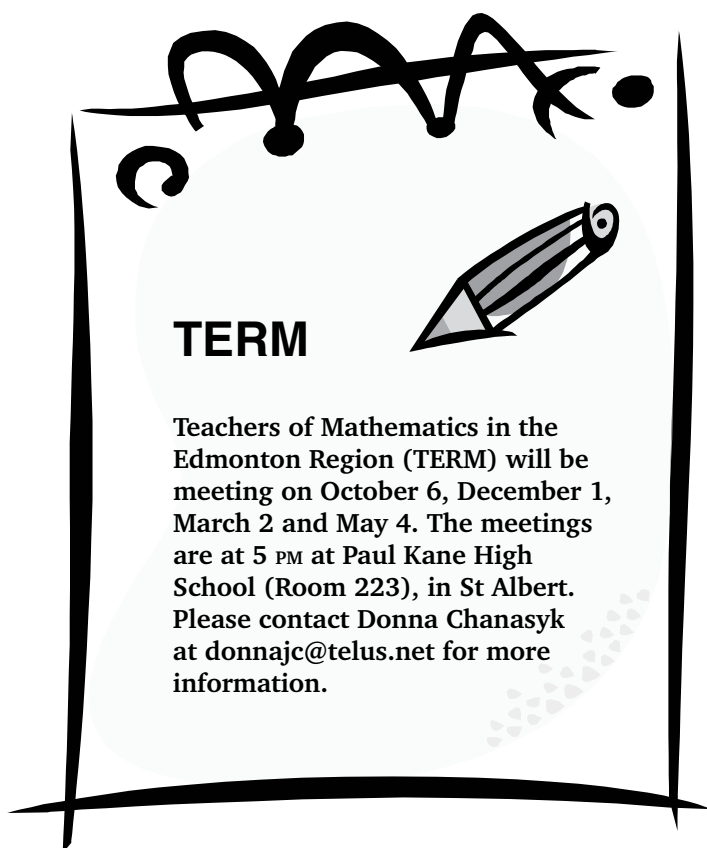 TERM
Teachers of Mathematics in the
Edmonton Region (TERM) will be
meeting on October 6, December 1,
March 2 and May 4. The meetings
are at 5 PM at Paul Kane High
School (Room 223), in St Albert.
Please contact Donna Chanasyk
at donnajc@telus.net for more
information.